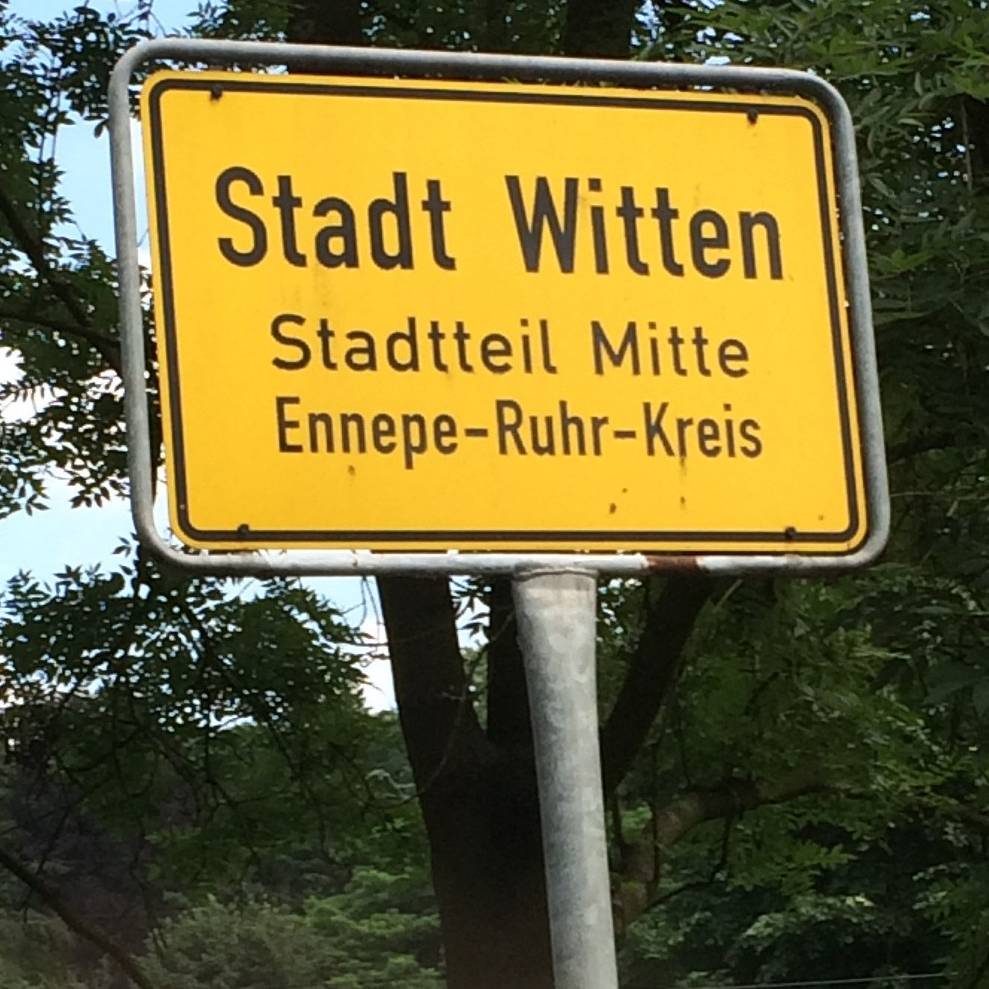 Stadt Witten
Stadtteil Mitte
Ennepe-Ruhr-Kreis